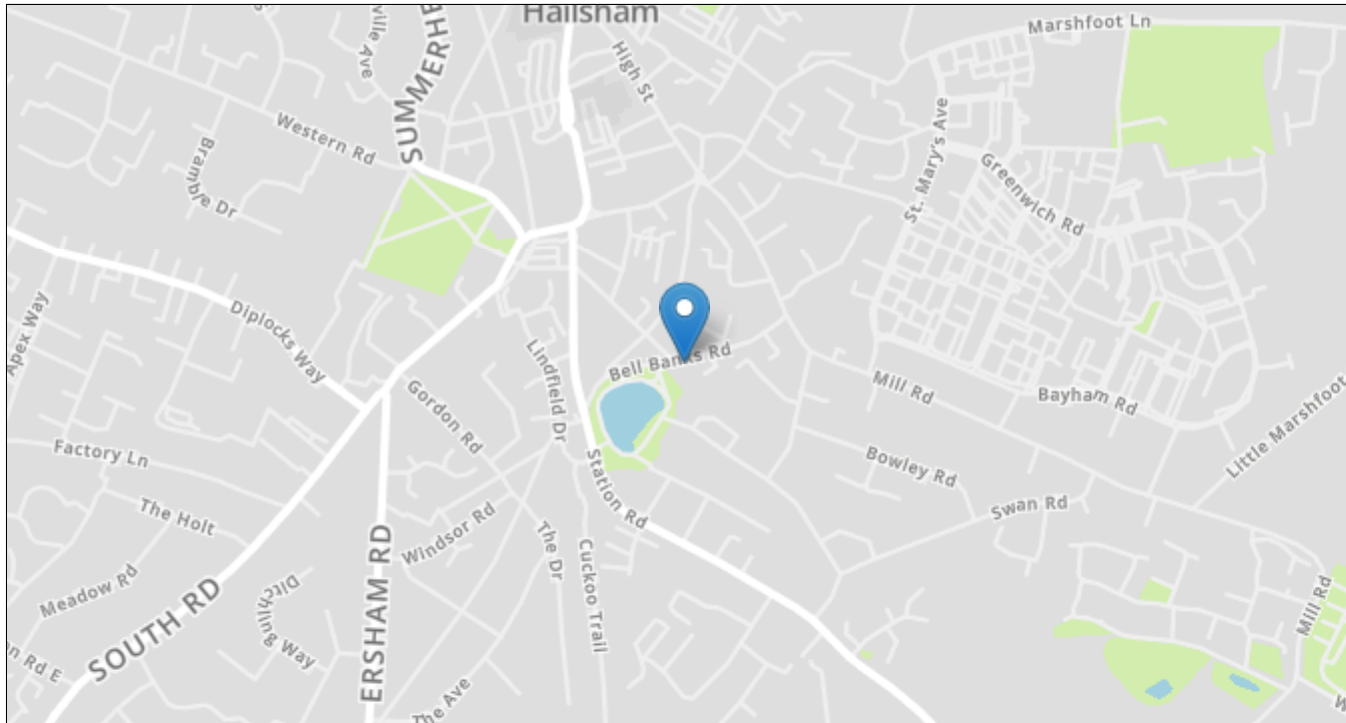 Hailsham
Marshfoot Ln
ville Ave
SUMMERHE
High St
Western Rd
St. Mary's Ave
Bramble Dr
Greenwich Rd
Apex Way
Diplocks Way
Lindfield Dr
Bell Banks Rd
Mill Rd
Bayham Rd
Gordon Rd
Little Marshfoot
Factory Ln
Bowley Rd
Station Rd
Swan Rd
The Holt
Windsor Rd
The Dr
Cuckoo Trail
Meadow Rd
Ditchling Way
SOUTH RD
ERSHAM RD
Mill Rd
on Rd E
The Ave
W